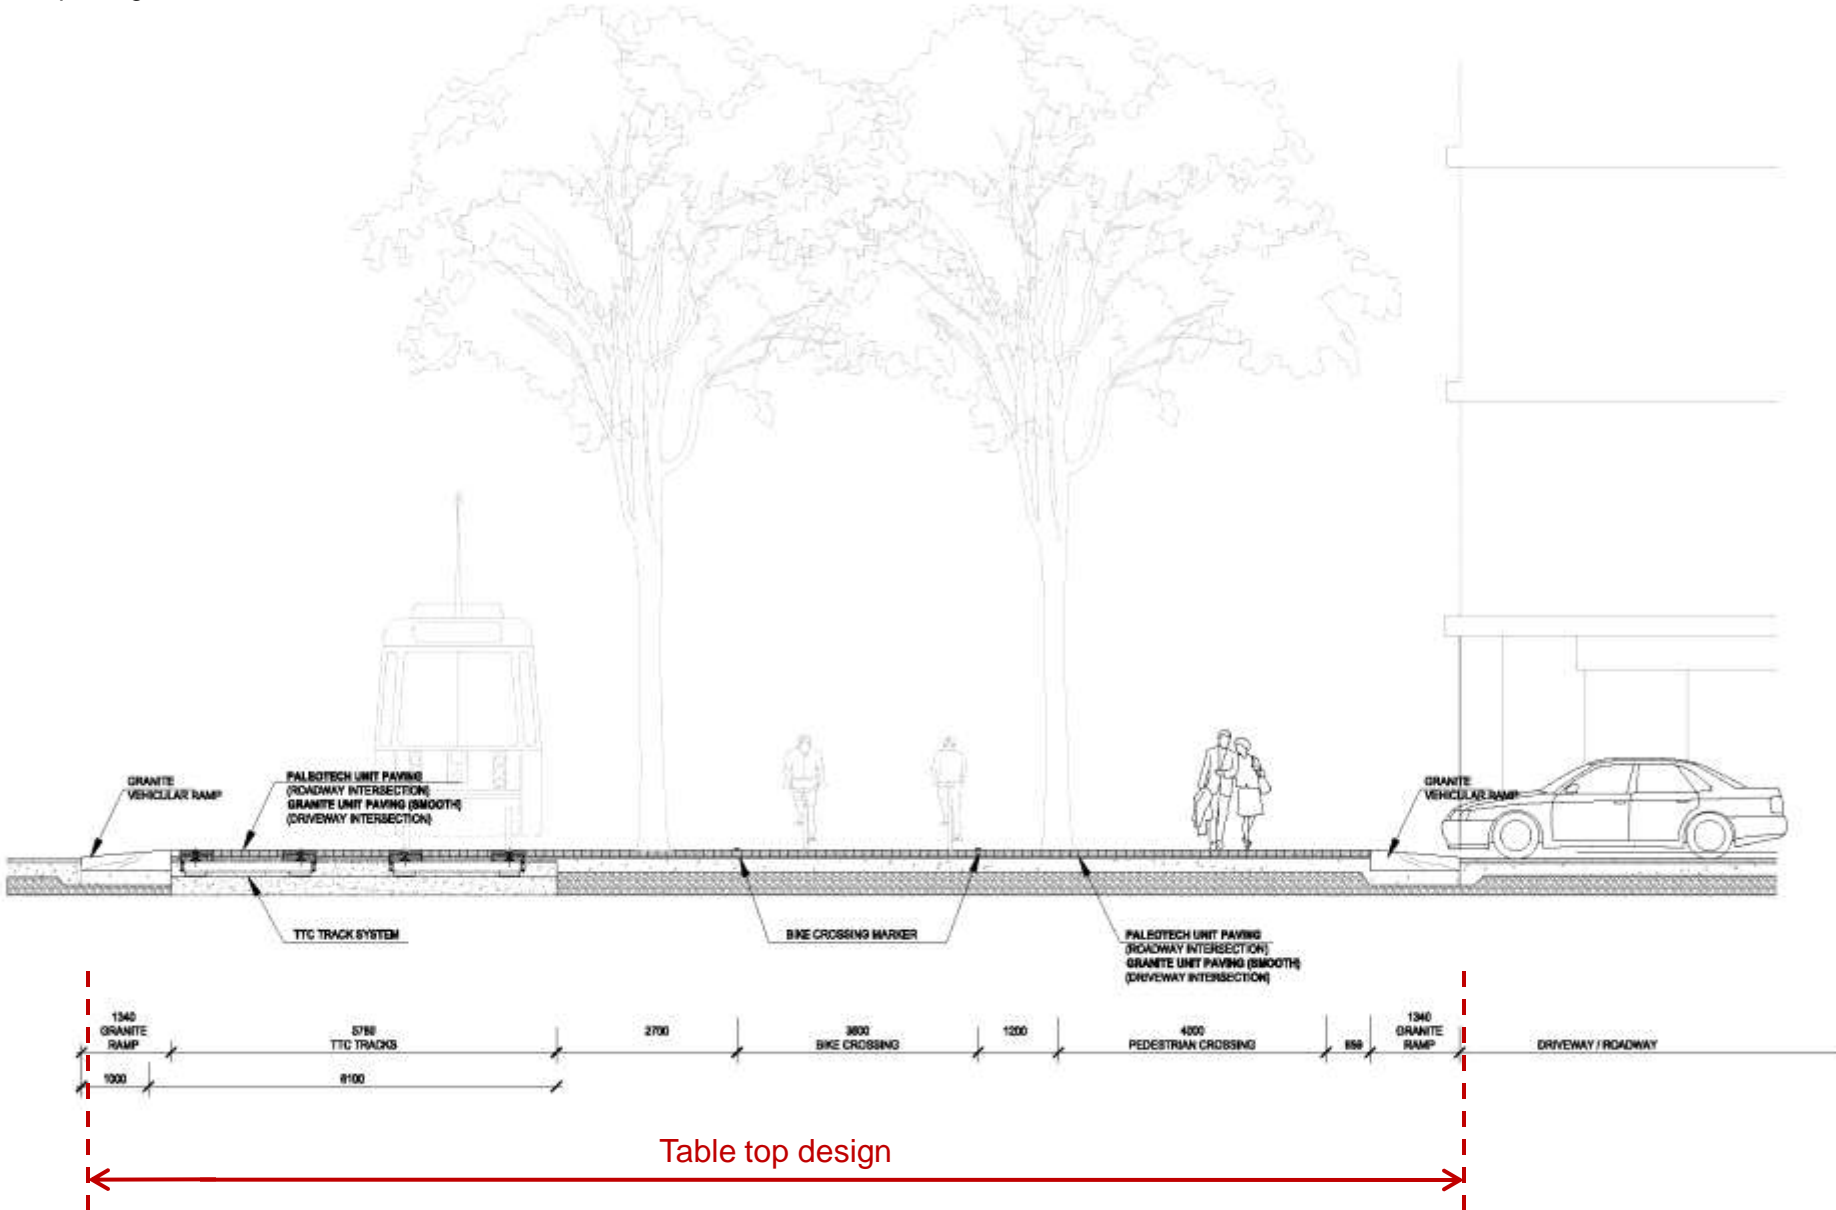 GRANITE
VEHICULAR RAMP
PALEOTECH UNIT PAVING
(ROADWAY INTERSECTION)
GRANITE UNIT PAVING (SMOOTH)
(DRIVEWAY INTERSECTION)
GRANITE
VEHICULAR RAMP
TTC TRACK SYSTEM
BIKE CROSSING MARKER
PALEOTECH UNIT PAVING
(ROADWAY INTERSECTION)
GRANITE UNIT PAVING (SMOOTH)
(DRIVEWAY INTERSECTION)
1340
GRANITE
RAMP
5760
TTC TRACKS
2700
3600
BIKE CROSSING
1200
4000
PEDESTRIAN CROSSING
1340
GRANITE
RAMP
DRIVEWAY / ROADWAY
1000
6100
Table top design